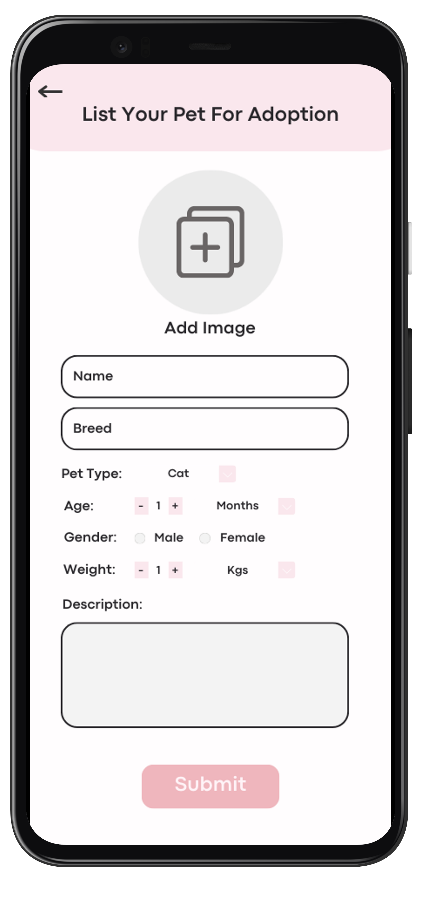 List Your Pet For Adoption
Add Image
Name
Breed
Pet Type: Cat
Age: - 1 + Months
Gender: Male Female
Weight: - 1 + Kgs
Description:
Submit